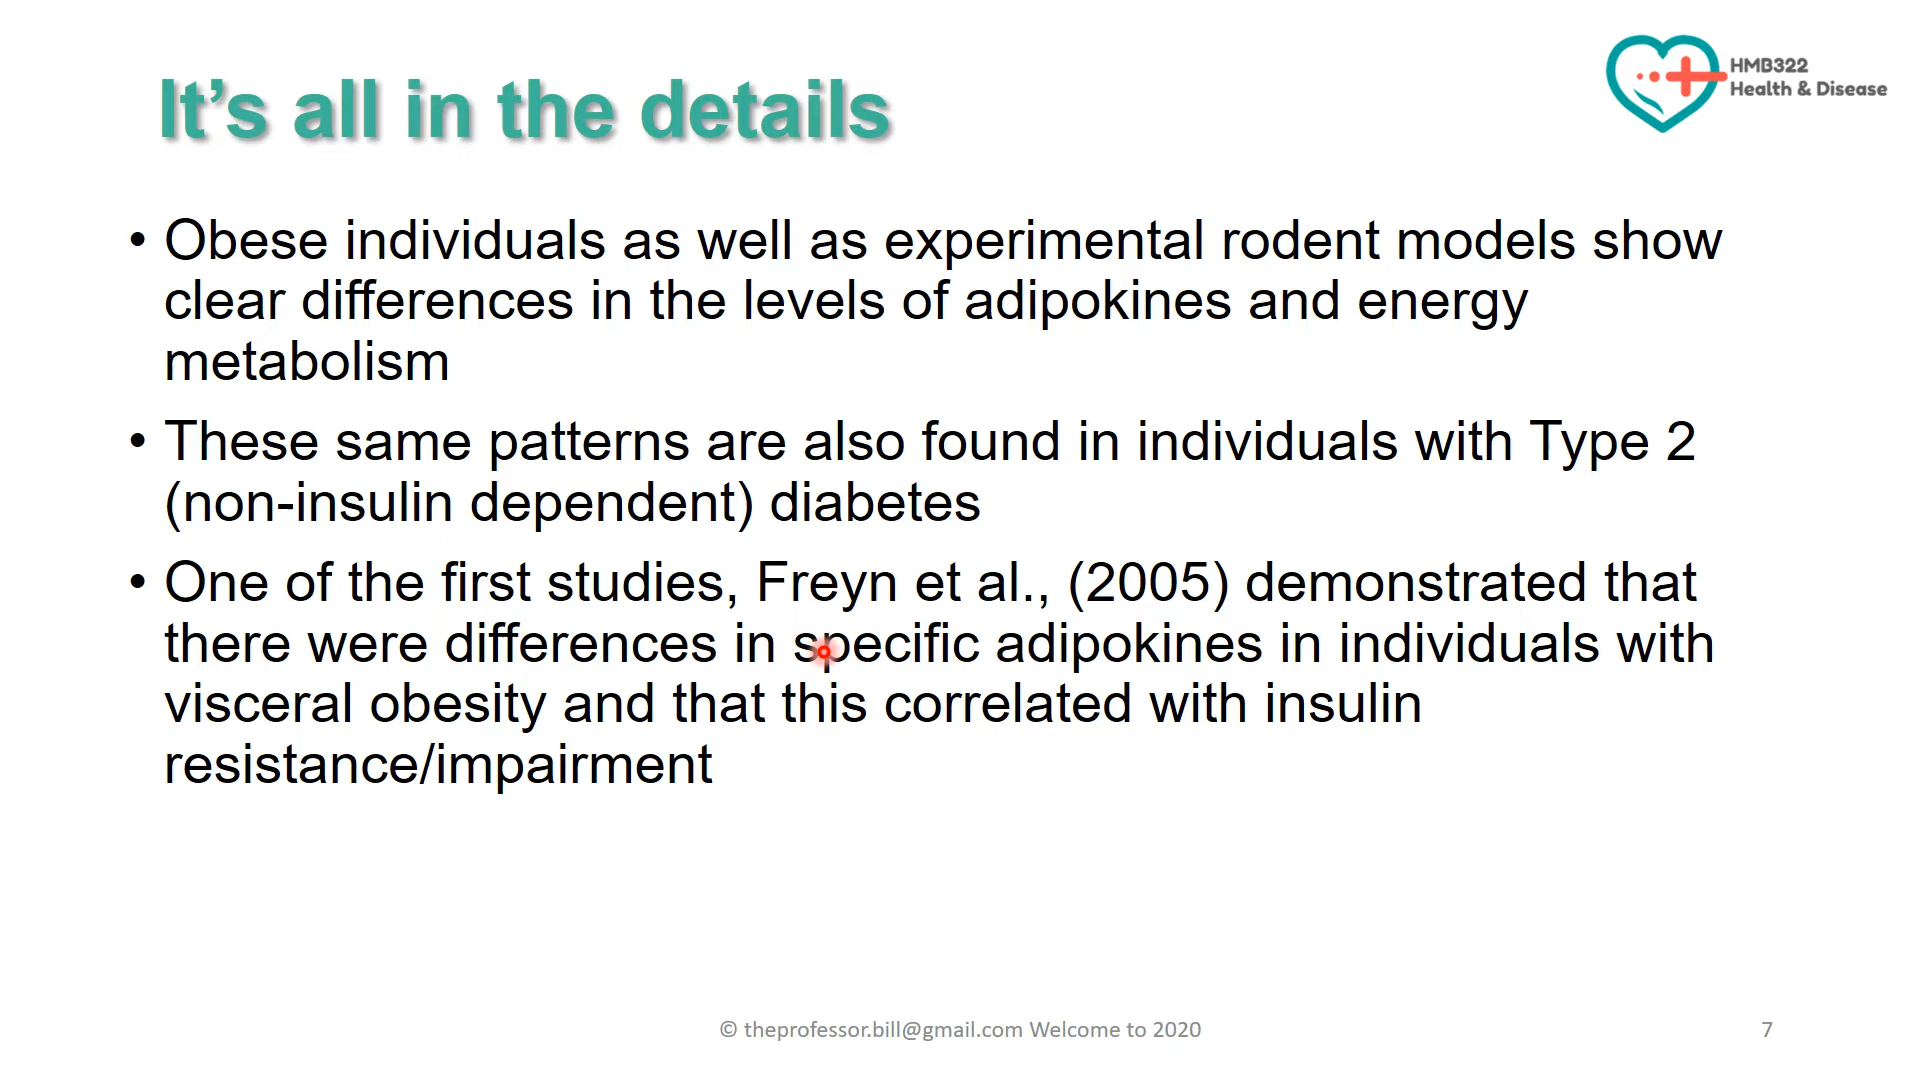 It’s all in the details
HMB322
Health & Disease
• Obese individuals as well as experimental rodent models show
clear differences in the levels of adipokines and energy
metabolism
• These same patterns are also found in individuals with Type 2
(non-insulin dependent) diabetes
• One of the first studies, Freyn et al., (2005) demonstrated that
there were differences in specific adipokines in individuals with
visceral obesity and that this correlated with insulin
resistance/impairment
© theprofessor.bill@gmail.com Welcome to 2020
7